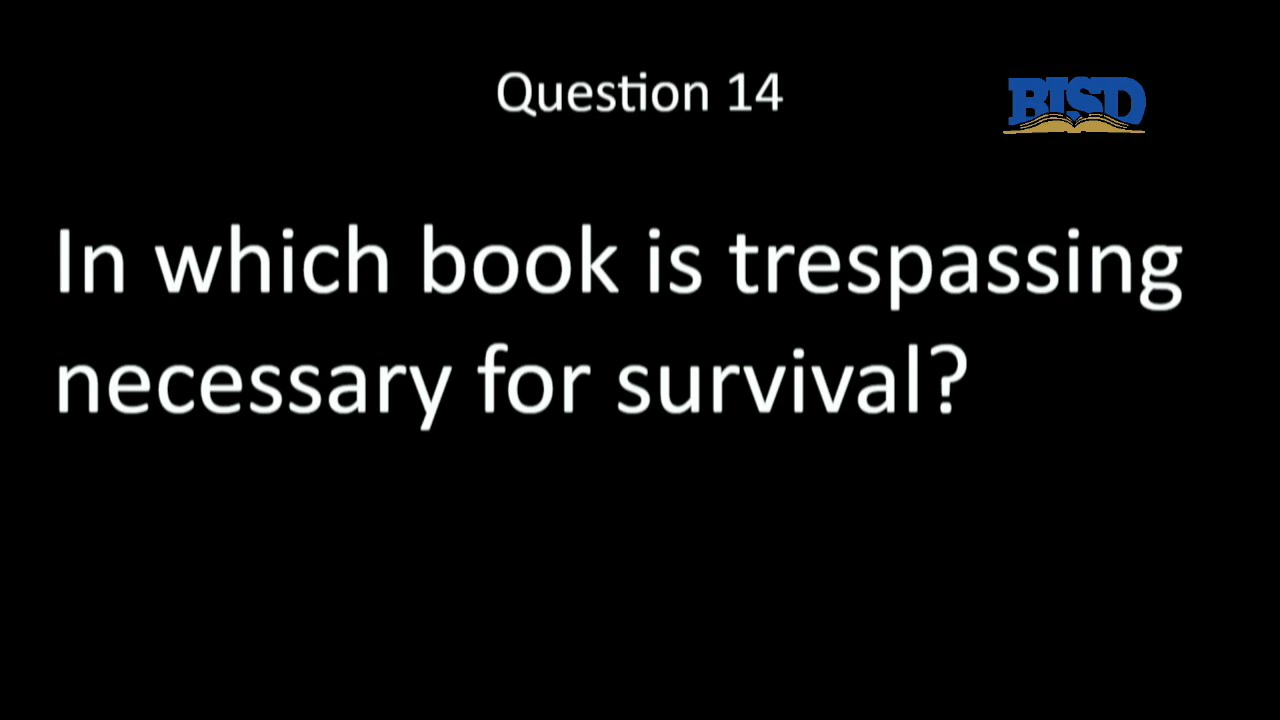 Question 14
BISD
In which book is trespassing
necessary for survival?